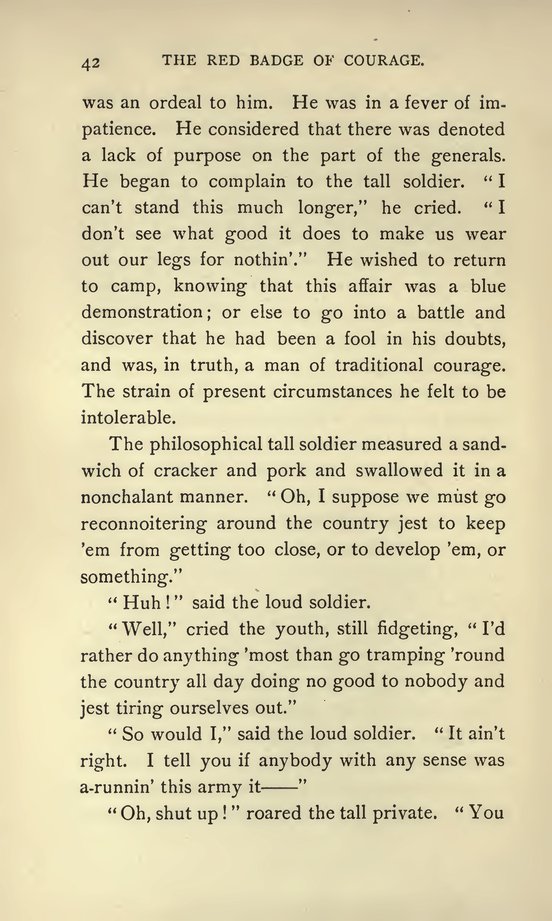 42 THE RED BADGE OF COURAGE.
was an ordeal to him. He was in a fever of im-
patience. He considered that there was denoted
a lack of purpose on the part of the generals.
He began to complain to the tall soldier. “ I
can't stand this much longer,” he cried. “ I
don't see what good it does to make us wear
out our legs for nothin'.” He wished to return
to camp, knowing that this affair was a blue
demonstration; or else to go into a battle and
discover that he had been a fool in his doubts,
and was, in truth, a man of traditional courage.
The strain of present circumstances he felt to be
intolerable.
The philosophical tall soldier measured a sand-
wich of cracker and pork and swallowed it in a
nonchalant manner. “ Oh, I suppose we must go
reconnoitering around the country jest to keep
'em from getting too close, or to develop 'em, or
something.”
“ Huh ! ” said the loud soldier.
“ Well,” cried the youth, still fidgeting, “ I'd
rather do anything 'most than go tramping 'round
the country all day doing no good to nobody and
jest tiring ourselves out.”
“ So would I,” said the loud soldier. “ It ain't
right. I tell you if anybody with any sense was
a-runnin' this army it——”
“ Oh, shut up ! ” roared the tall private. “ You